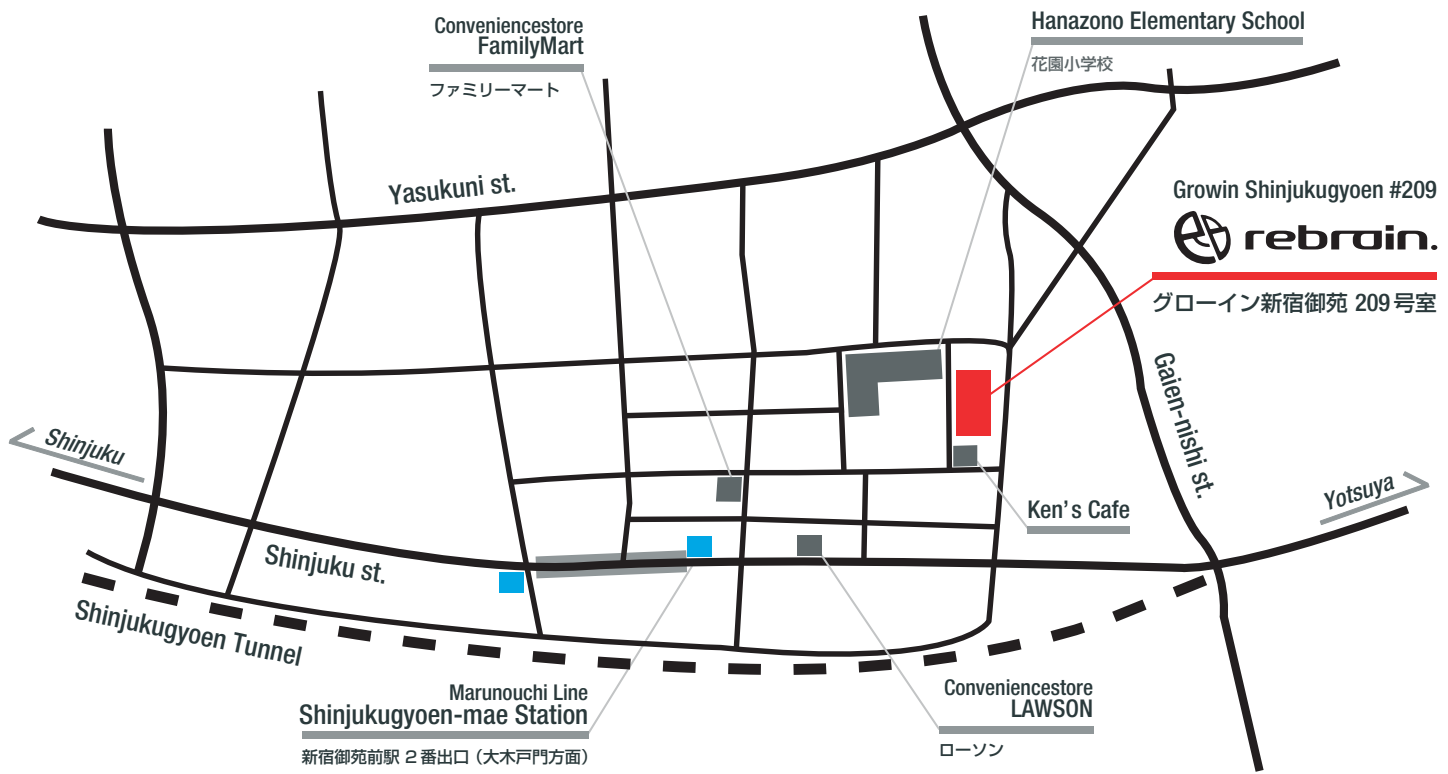 Conveniencestore
FamilyMart
ファミリーマート
Hanazono Elementary School
花園小学校
Yasukuni st.
Growin Shinjukugyoen #209
rebrain.
グローイン新宿御苑 209号室
Gaien-nishi st.
Shinjuku
Yotsuya
Ken's Cafe
Shinjuku st.
Shinjukugyoen Tunnel
Marunouchi Line
Shinjukugyoen-mae Station
新宿御苑前駅 2番出口(大木戸門方面)
Conveniencestore
LAWSON
ローソン